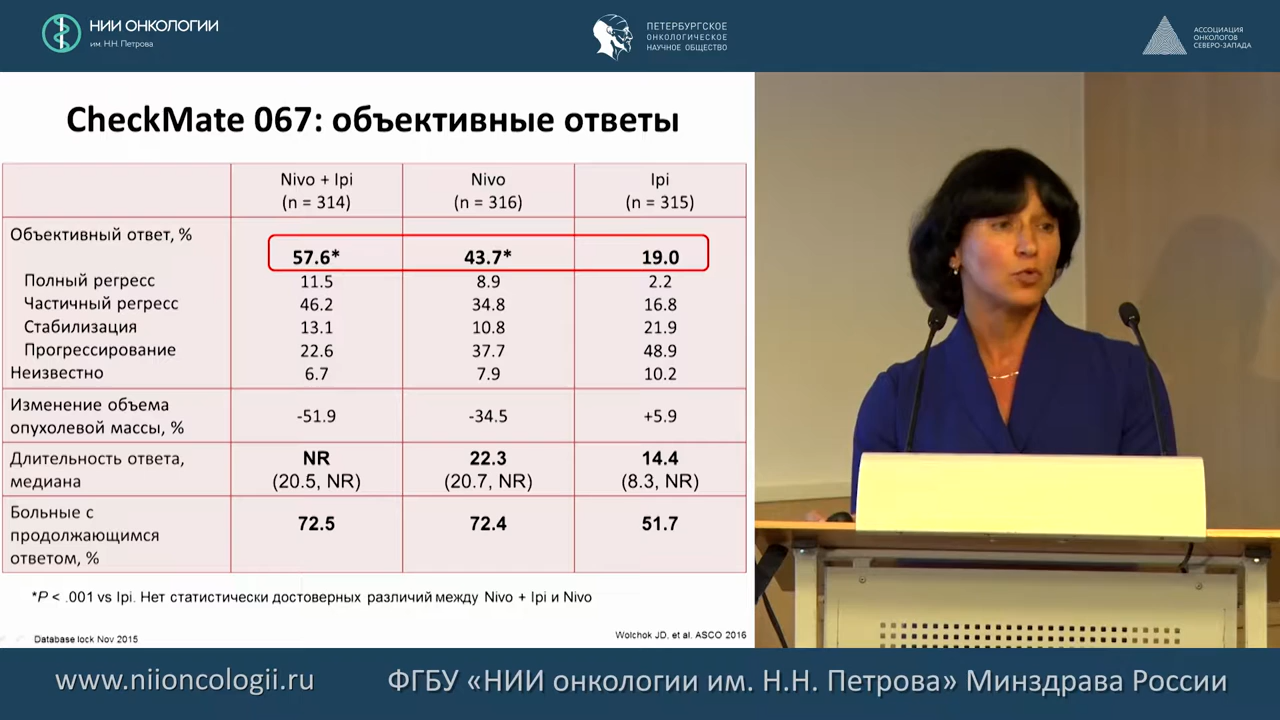 НИИ ОНКОЛОГИИ
им. Н.Н. Петрова
ПЕТЕРБУРГСКОЕ
ОНКОЛОГИЧЕСКОЕ
НАУЧНОЕ ОБЩЕСТВО
АССОЦИАЦИЯ
ОНКОЛОГОВ
СЕВЕРО-ЗАПАДА
CheckMate 067: объективные ответы
Nivo + Ipi Nivo Ipi
(n = 314) (n = 316) (n = 315)
Объективный ответ, %
57.6* 43.7* 19.0
Полный регресс 11.5 8.9 2.2
Частичный регресс 46.2 34.8 16.8
Стабилизация 13.1 10.8 21.9
Прогрессирование 22.6 37.7 48.9
Неизвестно 6.7 7.9 10.2
Изменение объема
опухолевой массы, % -51.9 -34.5 +5.9
Длительность ответа, NR 22.3 14.4
медиана (20.5, NR) (20.7, NR) (8.3, NR)
Больные с
продолжающимся 72.5 72.4 51.7
ответом, %
*P < .001 vs Ipi. Нет статистически достоверных различий между Nivo + Ipi и Nivo
Database lock Nov 2015
Wolchok JD, et al. ASCO 2016
www.niioncologii.ru
ФГБУ «НИИ онкологии им. Н.Н. Петрова» Минздрава России